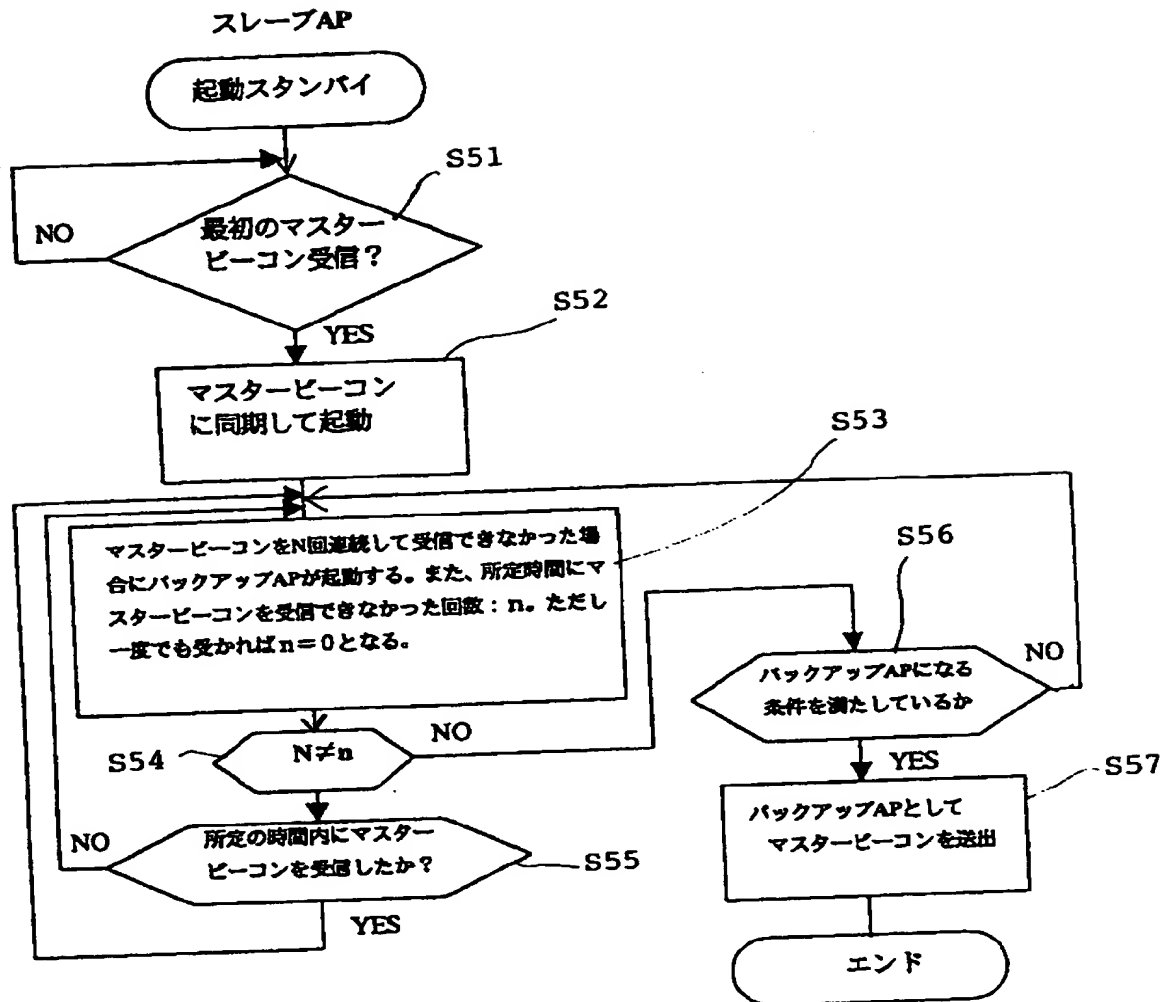 スレーブAP
起動スタンバイ
S51
NO
最初のマスター
ビーコン受信？
YES
S52
マスタービーコン
に同期して起動
S53
マスタービーコンをN回連続して受信できなかった場
合にバックアップAPが起動する。また、所定時間にマ
スタービーコンを受信できなかった回数：n。ただし
一度でも受かればn＝0となる。
S54
N≠n
NO
S55
所定の時間内にマスター
ビーコンを受信したか？
NO
YES
S56
バックアップAPになる
条件を満たしているか
NO
YES
S57
バックアップAPとして
マスタービーコンを送出
エンド